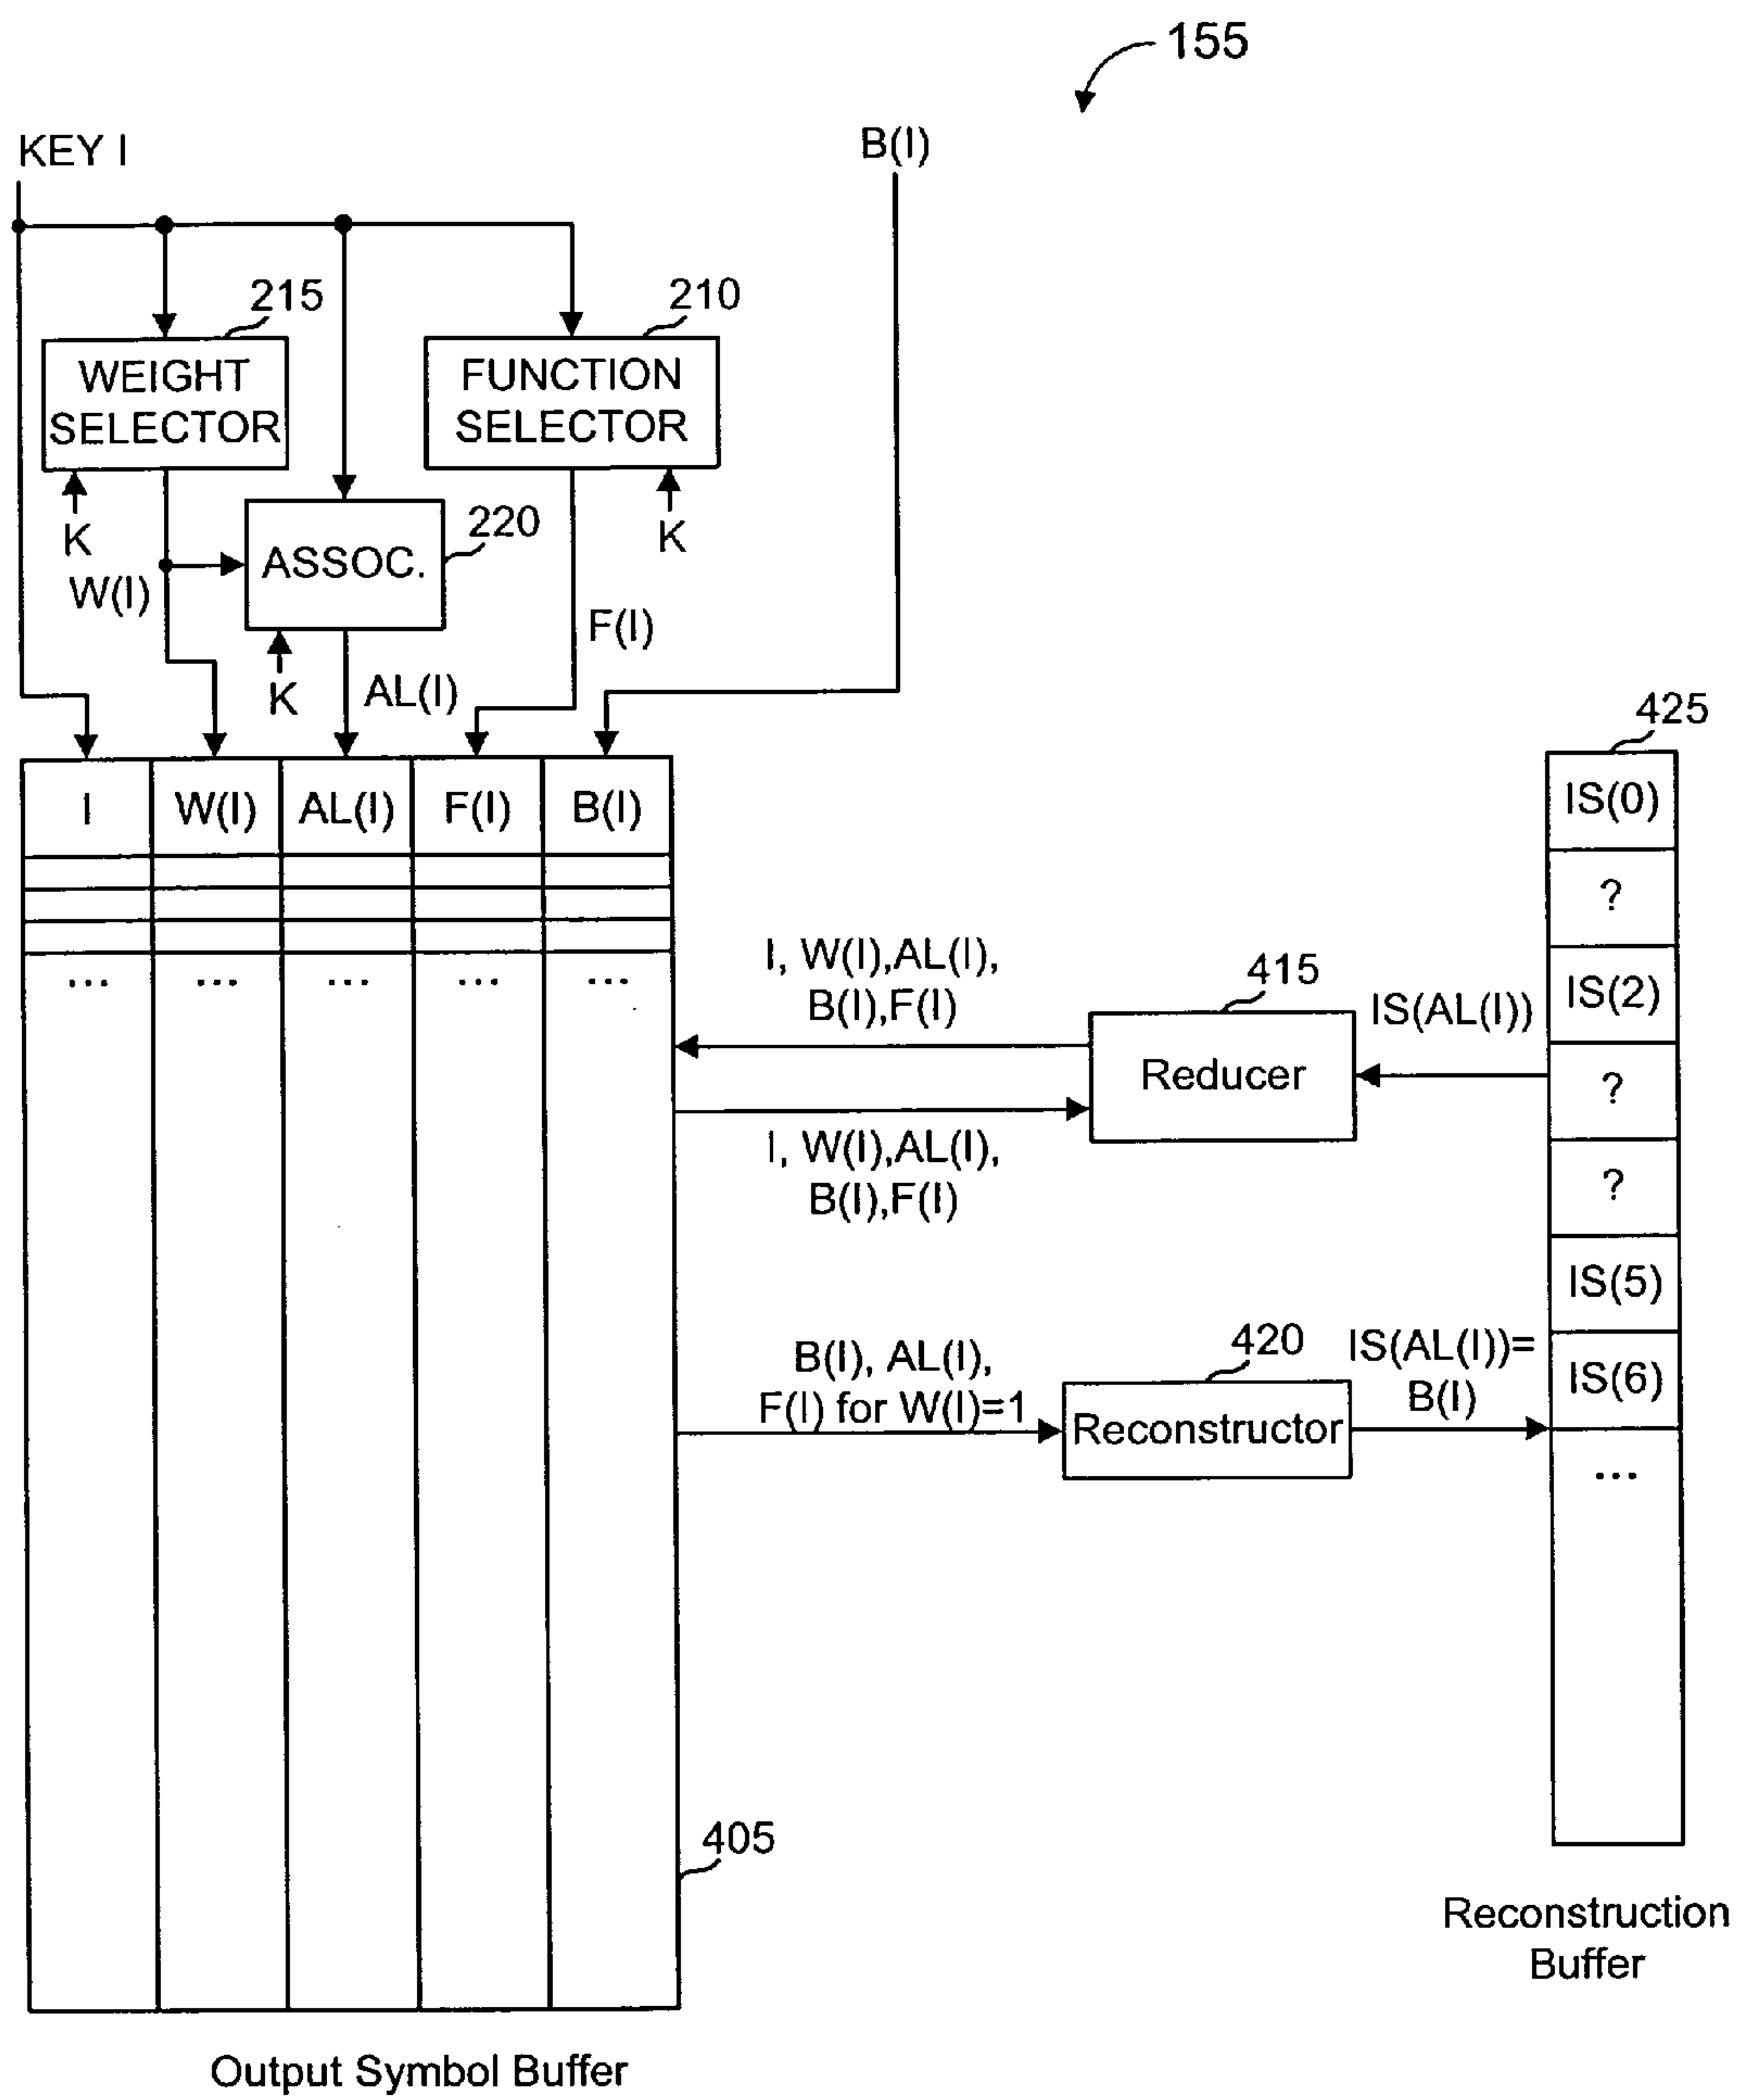 155
KEY I
B(I)
215
210
WEIGHT
SELECTOR
FUNCTION
SELECTOR
K
220
K
ASSOC.
W(I)
F(I)
K
AL(I)
425
I
W(I)
AL(I)
F(I)
B(I)
IS(0)
?
I, W(I),AL(I),
B(I),F(I)
415
IS(AL(I))
IS(2)
... ... ... ... ...
Reducer
?
I, W(I),AL(I),
B(I),F(I)
?
IS(5)
B(I), AL(I),
F(I) for W(I)=1
420
IS(AL(I))=
B(I)
IS(6)
Reconstructor
...
405
Reconstruction
Buffer
Output Symbol Buffer